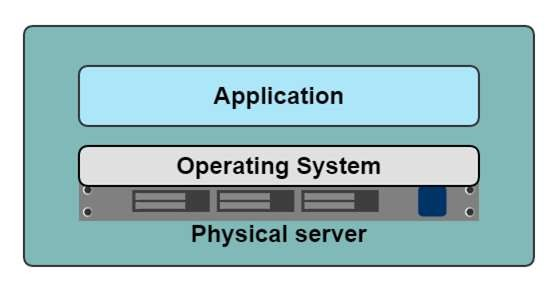 Application
Operating System
Physical server